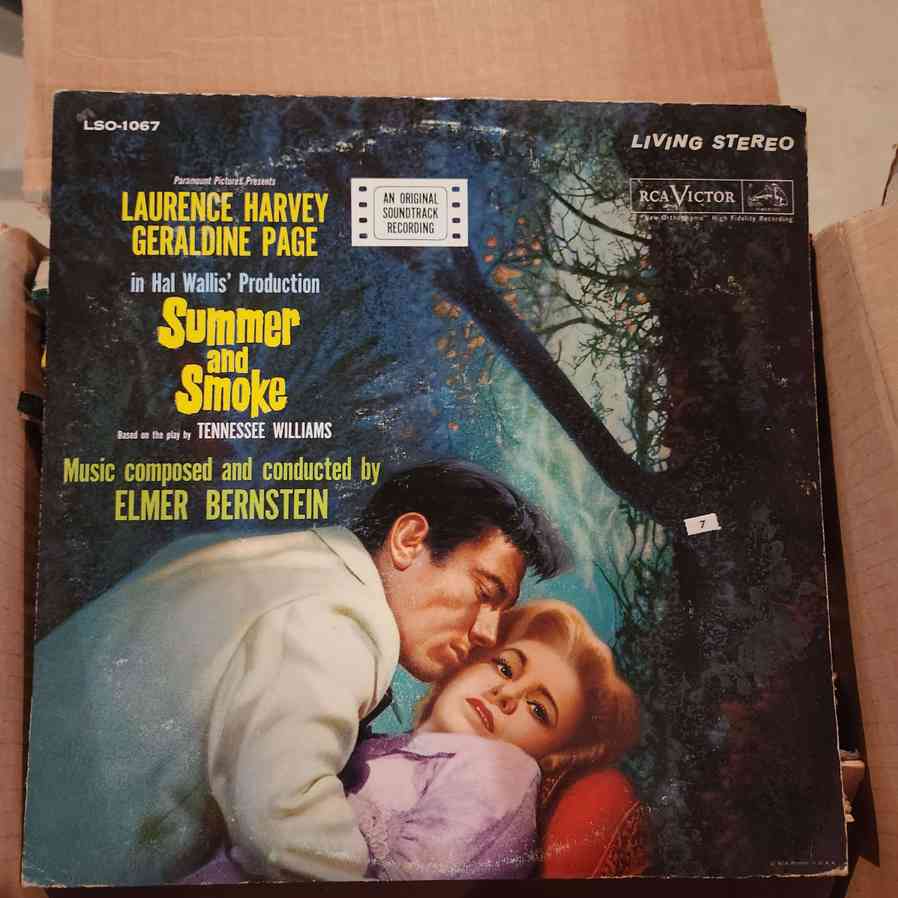 LSO-1067
LIVING STEREO
Paramount Pictures Presents
LAURENCE HARVEY
GERALDINE PAGE
AN ORIGINAL
SOUNDTRACK
RECORDING
RCA VICTOR
"New Orthophonic" High Fidelity Recording
in Hal Wallis' Production
Summer
and
Smoke
Based on the play by TENNESSEE WILLIAMS
Music composed and conducted by
ELMER BERNSTEIN
7